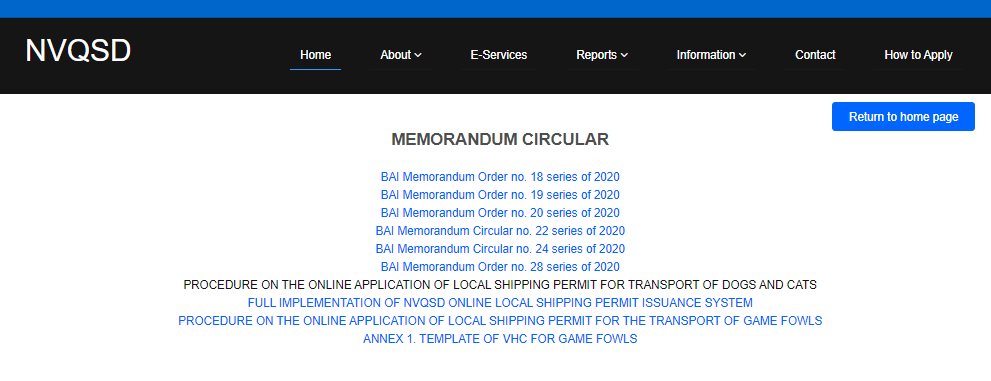 NVQSD
Home About E-Services Reports Information Contact How to Apply
Return to home page
MEMORANDUM CIRCULAR
BAI Memorandum Order no. 18 series of 2020
BAI Memorandum Order no. 19 series of 2020
BAI Memorandum Order no. 20 series of 2020
BAI Memorandum Circular no. 22 series of 2020
BAI Memorandum Circular no. 24 series of 2020
BAI Memorandum Order no. 28 series of 2020
PROCEDURE ON THE ONLINE APPLICATION OF LOCAL SHIPPING PERMIT FOR TRANSPORT OF DOGS AND CATS
FULL IMPLEMENTATION OF NVQSD ONLINE LOCAL SHIPPING PERMIT ISSUANCE SYSTEM
PROCEDURE ON THE ONLINE APPLICATION OF LOCAL SHIPPING PERMIT FOR THE TRANSPORT OF GAME FOWLS
ANNEX 1. TEMPLATE OF VHC FOR GAME FOWLS